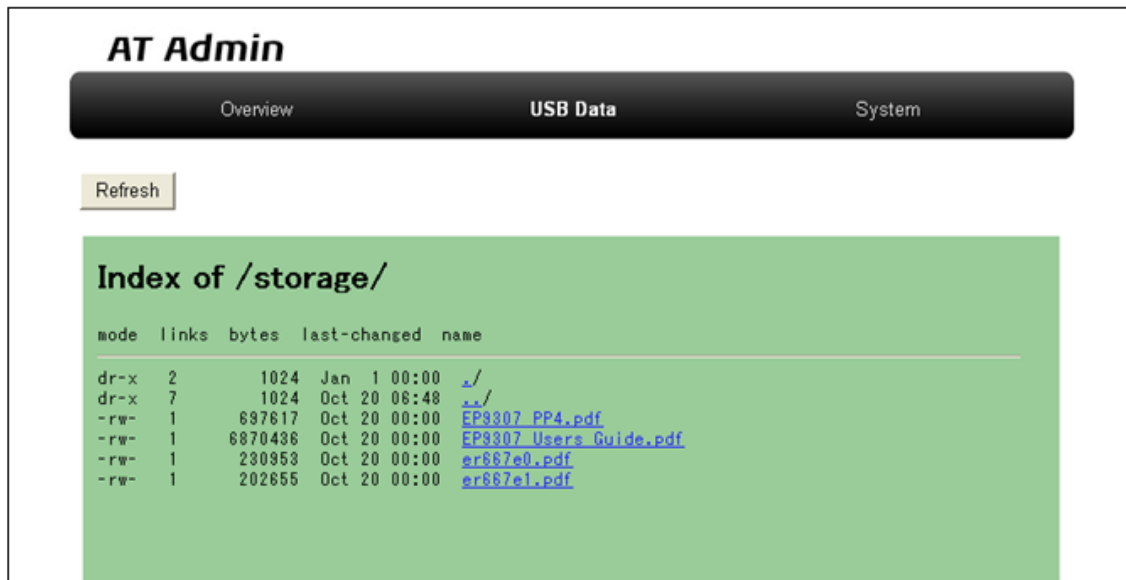 AT Admin
Overview USB Data System
Refresh
Index of /storage/
mode links bytes last-changed name
dr-x 2 1024 Jan 1 00:00 ./
dr-x 7 1024 Oct 20 06:48 ../
-rw- 1 697617 Oct 20 00:00 EP9307 PP4.pdf
-rw- 1 6870436 Oct 20 00:00 EP9307 Users Guide.pdf
-rw- 1 230953 Oct 20 00:00 er667e0.pdf
-rw- 1 202655 Oct 20 00:00 er667e1.pdf